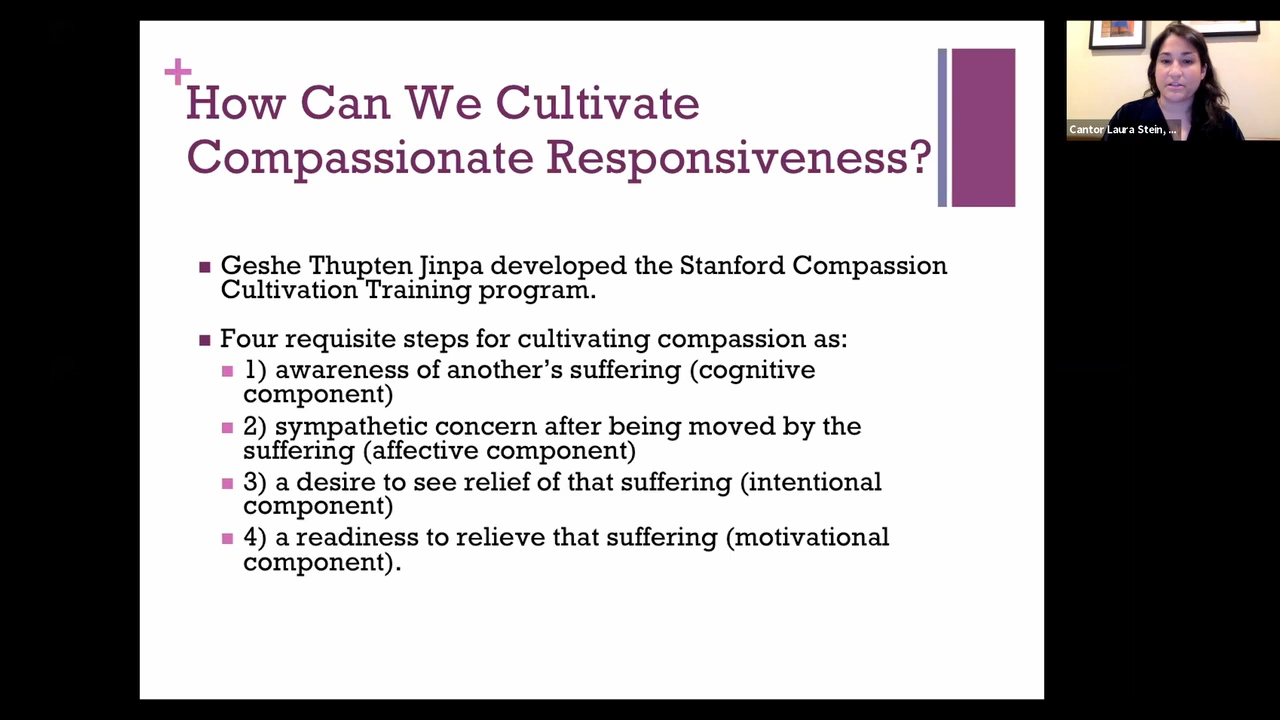 How Can We Cultivate
Compassionate Responsiveness?
Geshe Thupten Jinpa developed the Stanford Compassion
Cultivation Training program.
Four requisite steps for cultivating compassion as:
1) awareness of another’s suffering (cognitive
component)
2) sympathetic concern after being moved by the
suffering (affective component)
3) a desire to see relief of that suffering (intentional
component)
4) a readiness to relieve that suffering (motivational
component).
Cantor Laura Stein, ...